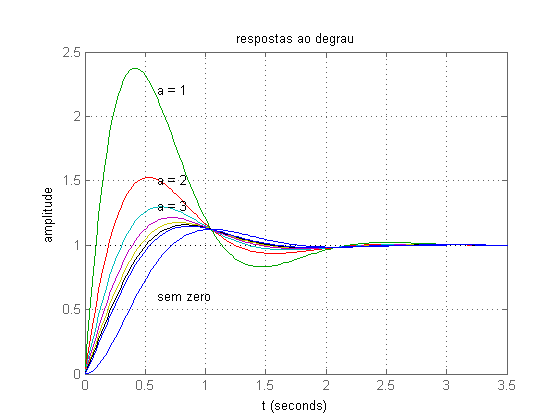 respostas ao degrau
2.5
2
1.5
1
0.5
0
a = 1
a = 2
a = 3
sem zero
amplitude
0 0.5 1 1.5 2 2.5 3 3.5
t (seconds)